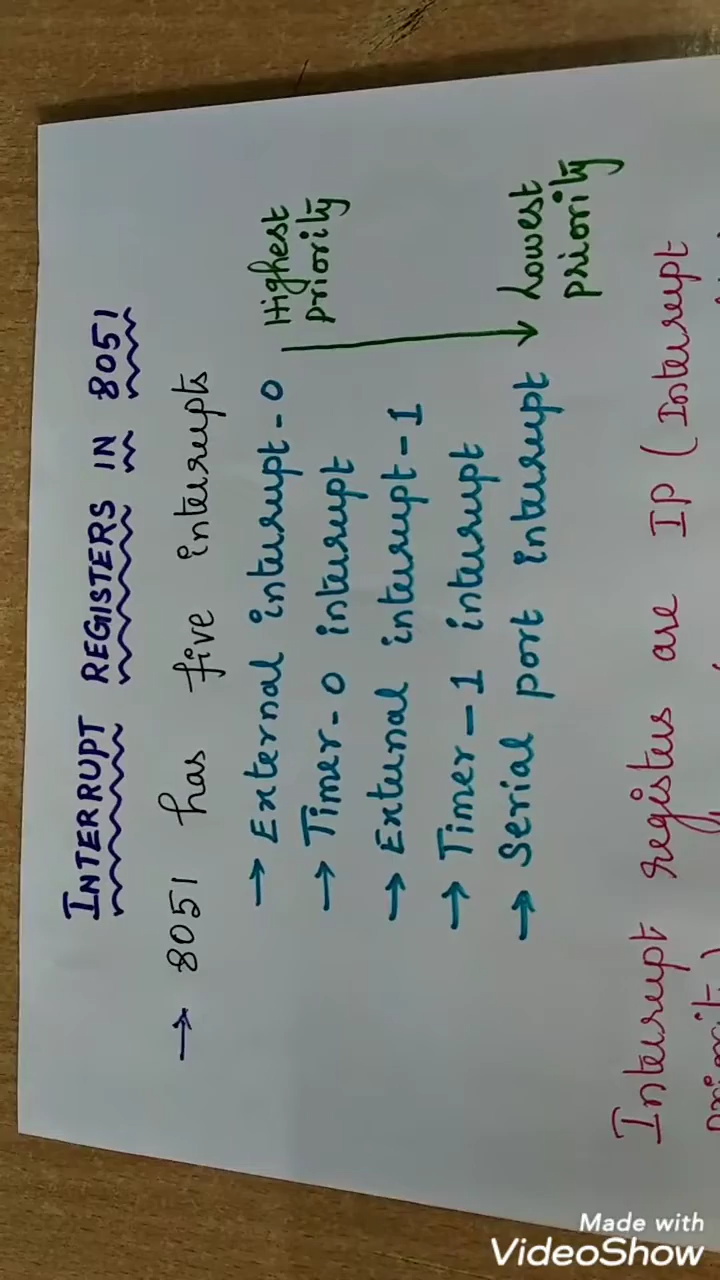 INTERRUPT REGISTERS IN 8051
→ 8051 has five interrupts
→ External interrupt-0 Highest priority
→ Timer-0 interrupt
→ External interrupt-1
→ Timer-1 interrupt
→ Serial port interrupt Lowest priority
Interrupt registers are IP (Interrupt
Made with
VideoShow